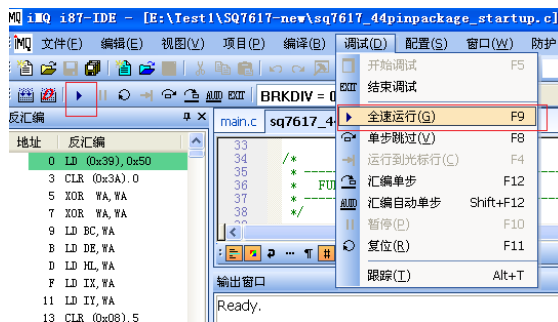 iMQ i87-IDE - [E:\Test1\SQ7617-new\sq7617_44pinpackage_startup.c]
文件(F) 编辑(E) 视图(V) 项目(P) 编译(B) 调试(D) 配置(S) 窗口(W) 防护
开始调试 F5
EXIT 结束调试
AUTO EXIT BRKDIV = 0
全速运行(G) F9
反汇编 main.c sq7617_4
单步跳过(V) F8
地址 反汇编
运行到光标行(C) F4
0 LD (0x39),0x50
33
34 /*
3 CLR (0x3A).0
35 * ----
汇编单步 F12
5 XOR WA,WA
36 * FU
7 XOR WA,WA
37 * ----
AUTO 汇编自动单步 Shift+F12
9 LD BC,WA
38 */
暂停(P) F10
B LD DE,WA
复位(R) F11
D LD HL,WA
F LD IX,WA
输出窗口
跟踪(T) Alt+T
11 LD IY,WA
Ready.
13 CLR (0x08).5